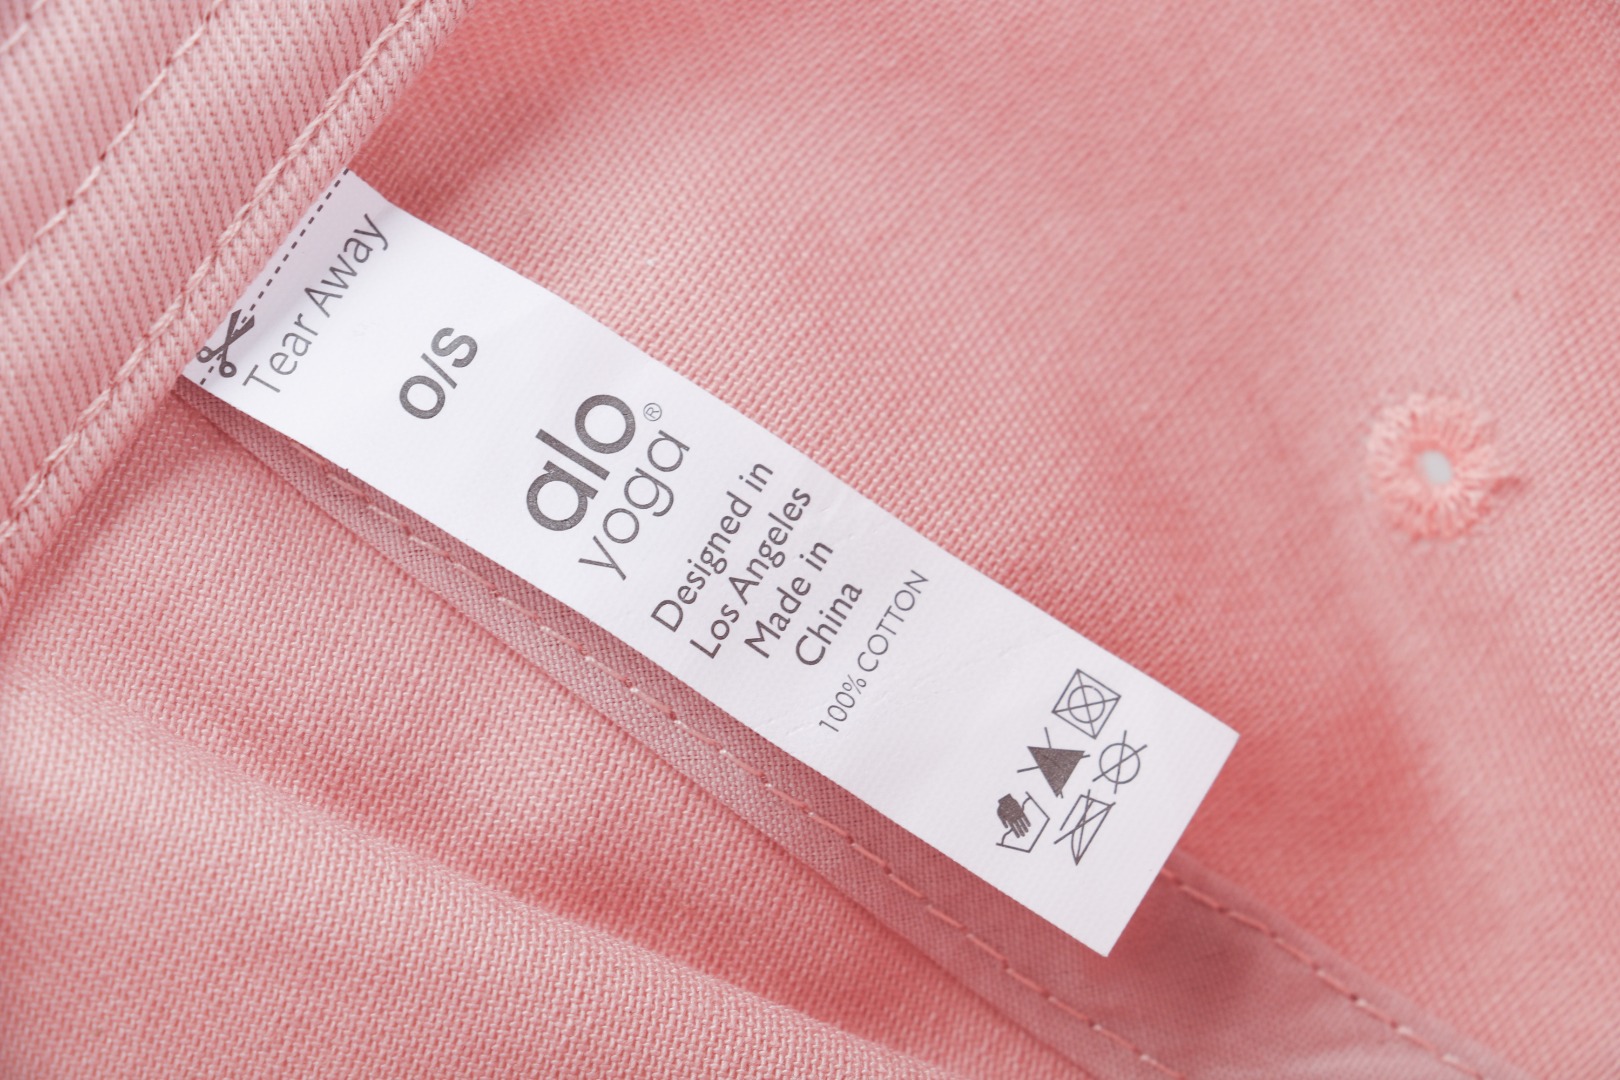 Tear Away
O/S
alo
yoga®
Designed in
Los Angeles
Made in
China
100% COTTON